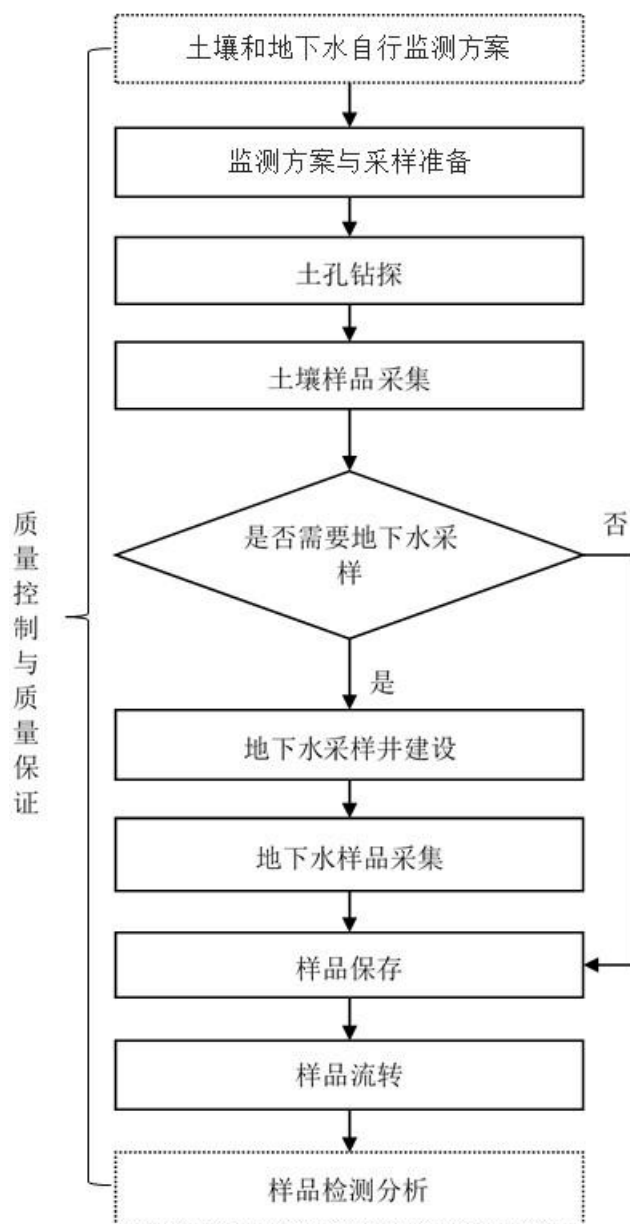 土壤和地下水自行监测方案
监测方案与采样准备
土孔钻探
土壤样品采集
是否需要地下水采
样
否
是
地下水采样井建设
地下水样品采集
样品保存
样品流转
样品检测分析
质量控制与质量保证